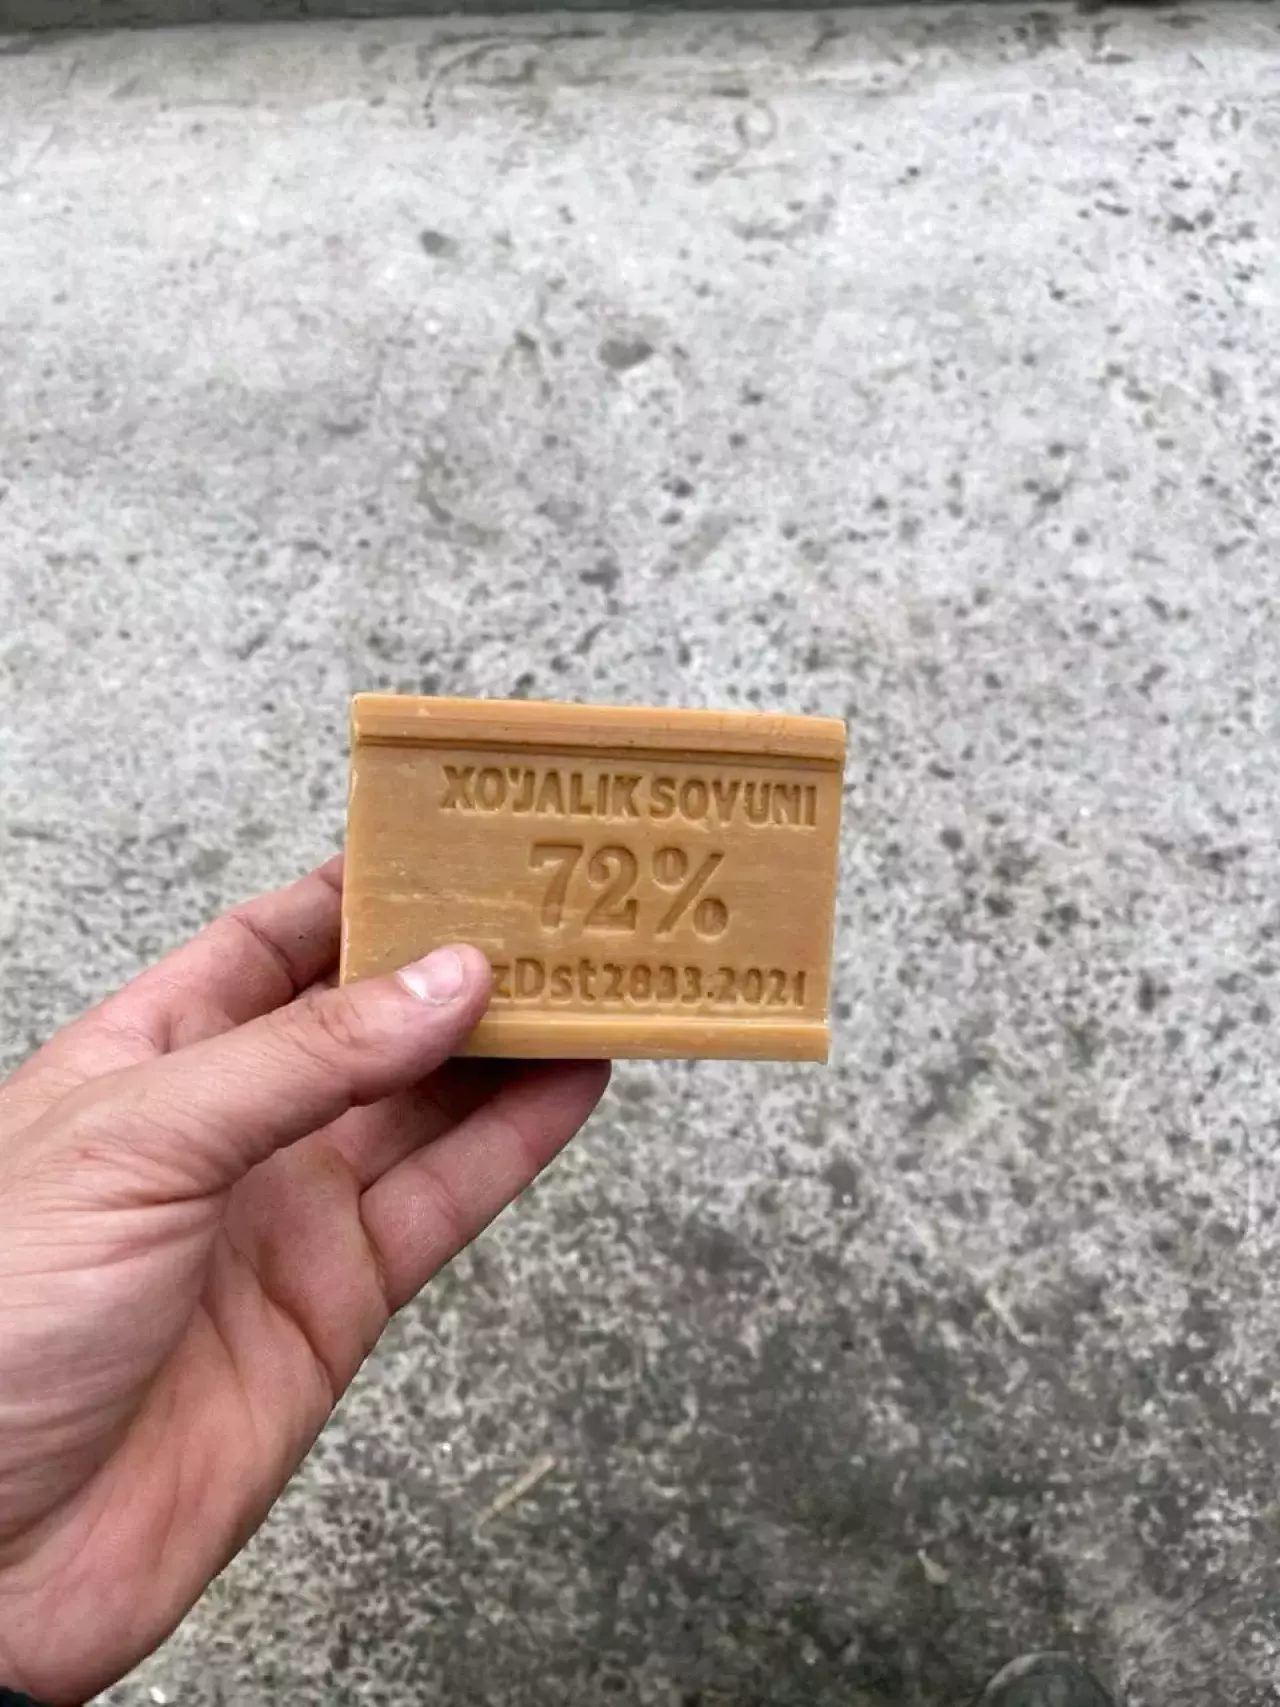 XO'JALIK SOVUNI
72%
zDst 2833.2021